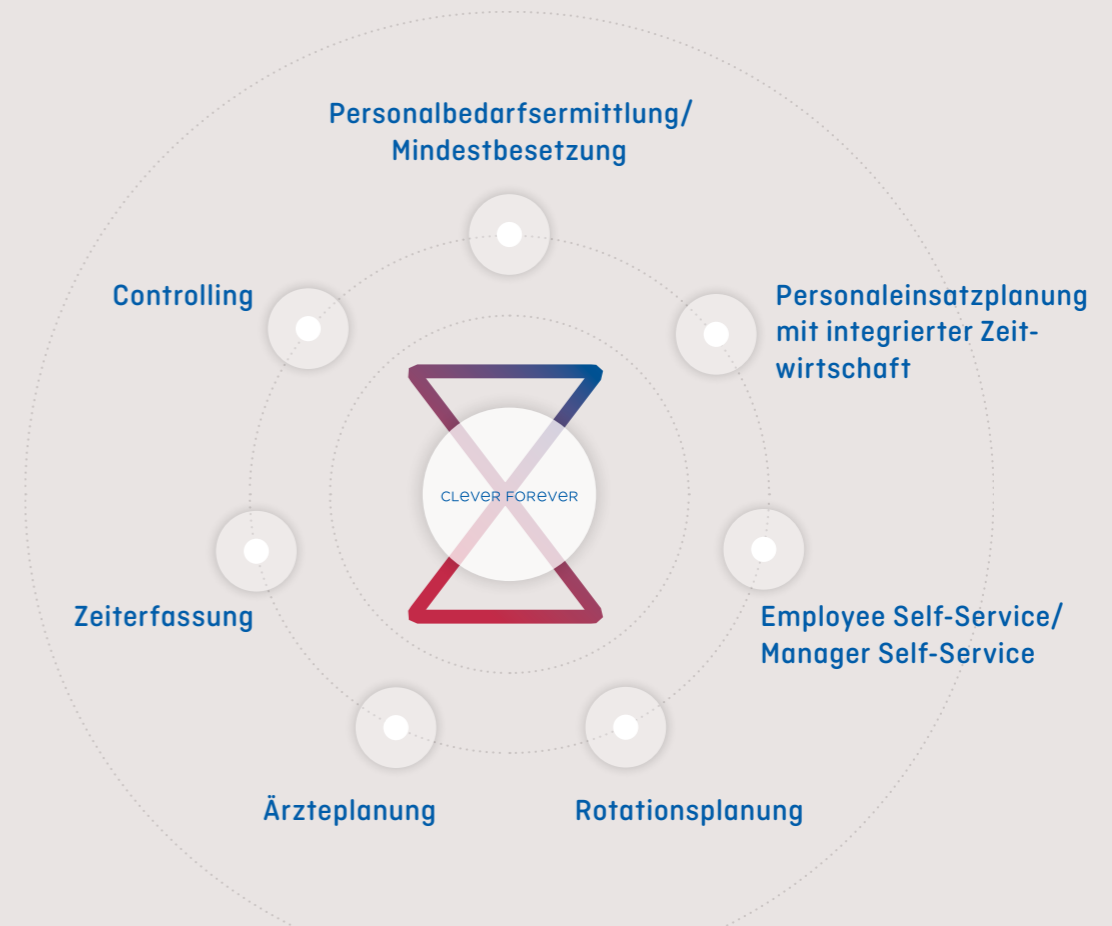 Personalbedarfsermittlung/
Mindestbesetzung
Controlling
Personaleinsatzplanung
mit integrierter Zeit-
wirtschaft
CLEVER FOREVER
Zeiterfassung
Employee Self-Service/
Manager Self-Service
Ärzteplanung
Rotationsplanung